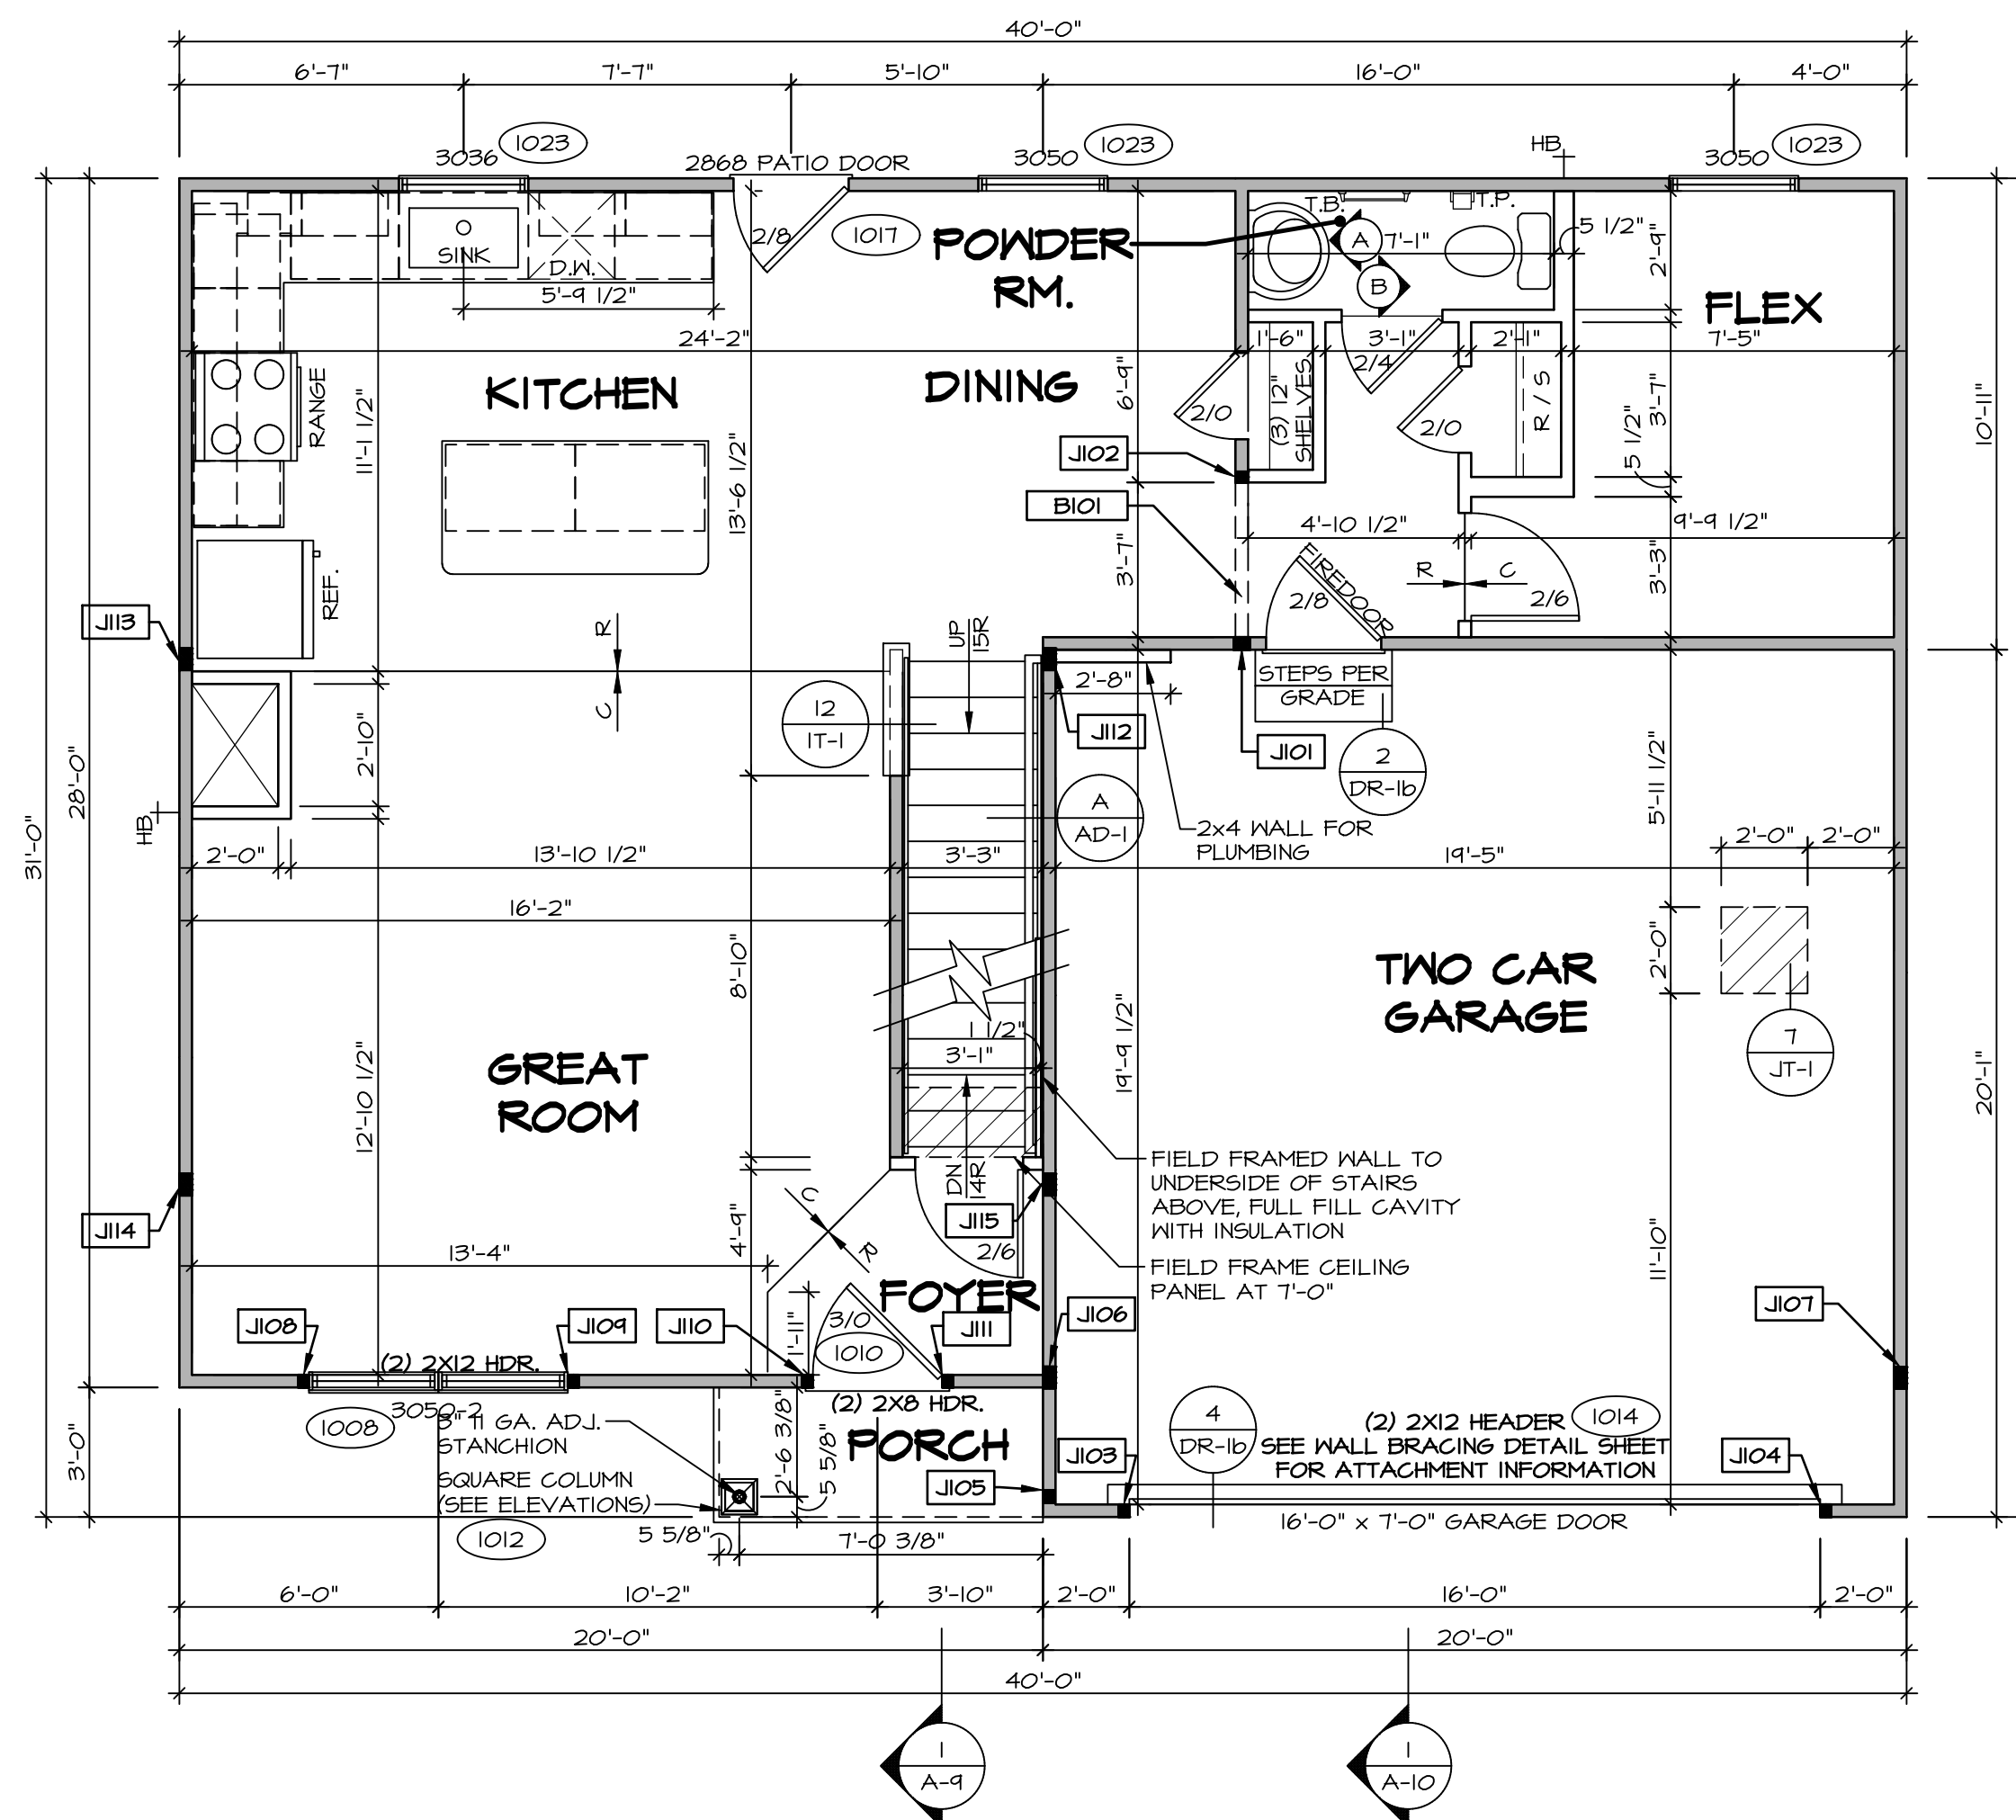 40'-0"
6'-7"
7'-7"
5'-10"
16'-0"
4'-0"
3036
1023
2868 PATIO DOOR
3050
1023
HB
3050
1023
SINK
D.W.
2/8
1017
POWDER
RM.
T.B.
T.P.
A
7'-1"
B
5 1/2"
2'-9"
FLEX
5'-9 1/2"
24'-2"
1'-6"
3'-1"
2'-1"
7'-5"
2/4
KITCHEN
DINING
RANGE
11'-1 1/2"
13'-6 1/2"
6'-9"
2/0
(3) 12"
SHELVES
2/0
R / S
5 1/2"
3'-7"
10'-11"
J102
B101
4'-10 1/2"
9'-9 1/2"
3'-7"
FIREDOOR
2/8
R
C
2/6
3'-3"
REF.
J113
R
C
UP
15R
2'-8"
STEPS PER
GRADE
J112
J101
12
1T-1
2
DR-1b
28'-0"
31'-0"
2'-10"
HB
A
AD-1
2x4 WALL FOR
PLUMBING
5'-11 1/2"
2'-0"
2'-0"
2'-0"
13'-10 1/2"
3'-3"
19'-5"
16'-2"
8'-10"
2'-0"
TWO CAR
GARAGE
19'-9 1/2"
1 1/2"
3'-1"
7
JT-1
GREAT
ROOM
12'-10 1/2"
20'-1"
DN
14R
FIELD FRAMED WALL TO
UNDERSIDE OF STAIRS
ABOVE, FULL FILL CAVITY
WITH INSULATION
FIELD FRAME CEILING
PANEL AT 7'-0"
J114
C
R
4'-9"
J115
2/6
13'-4"
11'-10"
FOYER
J108
J109
J110
1'-11"
3/0
1010
J111
J106
J107
(2) 2X12 HDR.
3050-2
1008
3" 11 GA. ADJ.
STANCHION
SQUARE COLUMN
(SEE ELEVATIONS)
1012
(2) 2X8 HDR.
PORCH
2'-6 3/8"
5 5/8"
J105
J103
4
DR-1b
(2) 2X12 HEADER
1014
SEE WALL BRACING DETAIL SHEET
FOR ATTACHMENT INFORMATION
J104
16'-0" x 7'-0" GARAGE DOOR
3'-0"
5 5/8"
7'-0 3/8"
6'-0"
10'-2"
3'-10"
2'-0"
16'-0"
2'-0"
20'-0"
20'-0"
40'-0"
1
A-9
1
A-10